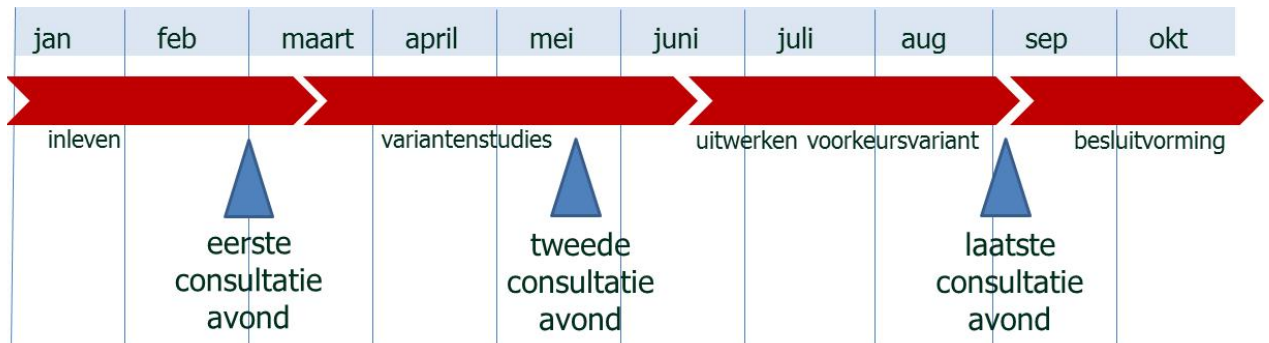 jan feb maart april mei juni juli aug sep okt
inleven variantenstudies uitwerken voorkeursvariant besluitvorming
eerste
consultatie
avond
tweede
consultatie
avond
laatste
consultatie
avond